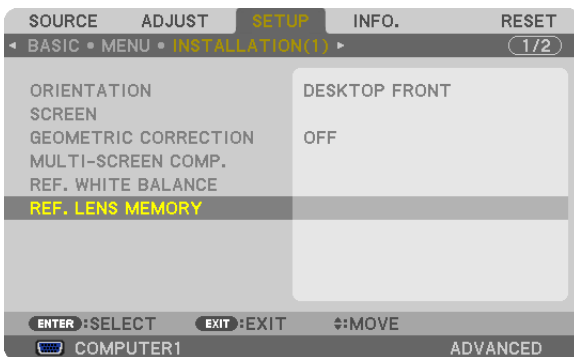 SOURCE ADJUST SETUP INFO. RESET
◂ BASIC • MENU • INSTALLATION(1) ▸ 1/2
ORIENTATION DESKTOP FRONT
SCREEN
GEOMETRIC CORRECTION OFF
MULTI-SCREEN COMP.
REF. WHITE BALANCE
REF. LENS MEMORY
ENTER :SELECT EXIT :EXIT ⬍:MOVE
COMPUTER1 ADVANCED